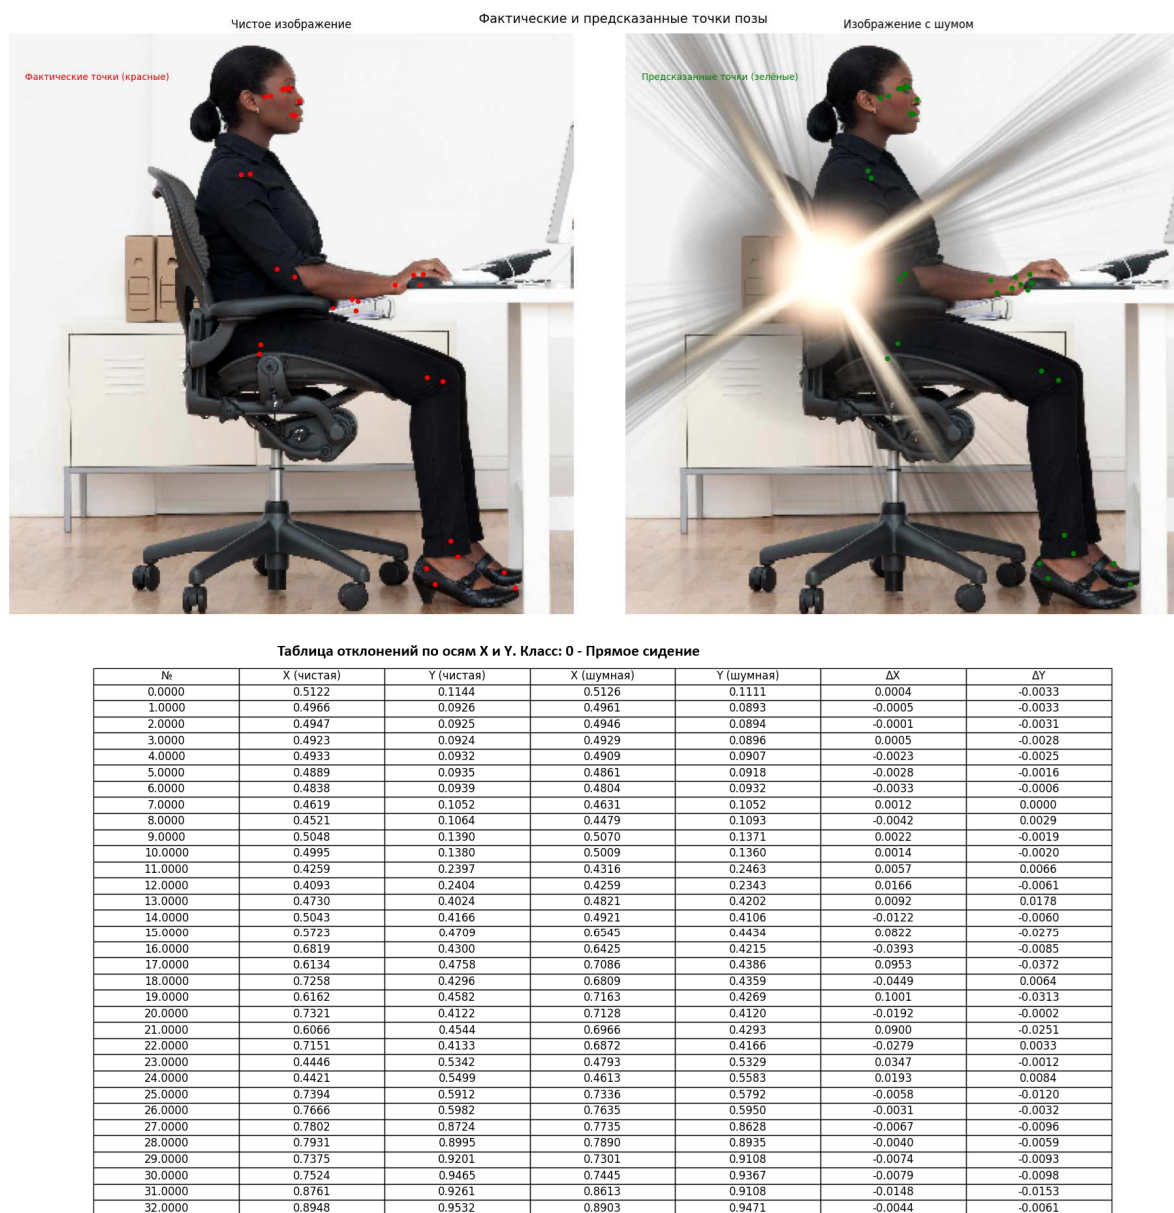 Фактические и предсказанные точки позы
Чистое изображение
Изображение с шумом
Фактические точки (красные)
Предсказанные точки (зелёные)
Таблица отклонений по осям X и Y. Класс: 0 - Прямое сидение
№ X (чистая) Y (чистая) X (шумная) Y (шумная) ΔX ΔY
0.0000 0.5122 0.1144 0.5126 0.1111 0.0004 -0.0033
1.0000 0.4966 0.0926 0.4961 0.0893 -0.0005 -0.0033
2.0000 0.4947 0.0925 0.4946 0.0894 -0.0001 -0.0031
3.0000 0.4923 0.0924 0.4929 0.0896 0.0005 -0.0028
4.0000 0.4933 0.0932 0.4909 0.0907 -0.0023 -0.0025
5.0000 0.4889 0.0935 0.4861 0.0918 -0.0028 -0.0016
6.0000 0.4838 0.0939 0.4804 0.0932 -0.0033 -0.0006
7.0000 0.4619 0.1052 0.4631 0.1052 0.0012 0.0000
8.0000 0.4521 0.1064 0.4479 0.1093 -0.0042 0.0029
9.0000 0.5048 0.1390 0.5070 0.1371 0.0022 -0.0019
10.0000 0.4995 0.1380 0.5009 0.1360 0.0014 -0.0020
11.0000 0.4259 0.2397 0.4316 0.2463 0.0057 0.0066
12.0000 0.4093 0.2404 0.4259 0.2343 0.0166 -0.0061
13.0000 0.4730 0.4024 0.4821 0.4202 0.0092 0.0178
14.0000 0.5043 0.4166 0.4921 0.4106 -0.0122 -0.0060
15.0000 0.5723 0.4709 0.6545 0.4434 0.0822 -0.0275
16.0000 0.6819 0.4300 0.6425 0.4215 -0.0393 -0.0085
17.0000 0.6134 0.4758 0.7086 0.4386 0.0953 -0.0372
18.0000 0.7258 0.4296 0.6809 0.4359 -0.0449 0.0064
19.0000 0.6162 0.4582 0.7163 0.4269 0.1001 -0.0313
20.0000 0.7321 0.4122 0.7128 0.4120 -0.0192 -0.0002
21.0000 0.6066 0.4544 0.6966 0.4293 0.0900 -0.0251
22.0000 0.7151 0.4133 0.6872 0.4166 -0.0279 0.0033
23.0000 0.4446 0.5342 0.4793 0.5329 0.0347 -0.0012
24.0000 0.4421 0.5499 0.4613 0.5583 0.0193 0.0084
25.0000 0.7394 0.5912 0.7336 0.5792 -0.0058 -0.0120
26.0000 0.7666 0.5982 0.7635 0.5950 -0.0031 -0.0032
27.0000 0.7802 0.8724 0.7735 0.8628 -0.0067 -0.0096
28.0000 0.7931 0.8995 0.7890 0.8935 -0.0040 -0.0059
29.0000 0.7375 0.9201 0.7301 0.9108 -0.0074 -0.0093
30.0000 0.7524 0.9465 0.7445 0.9367 -0.0079 -0.0098
31.0000 0.8761 0.9261 0.8613 0.9108 -0.0148 -0.0153
32.0000 0.8948 0.9532 0.8903 0.9471 -0.0044 -0.0061